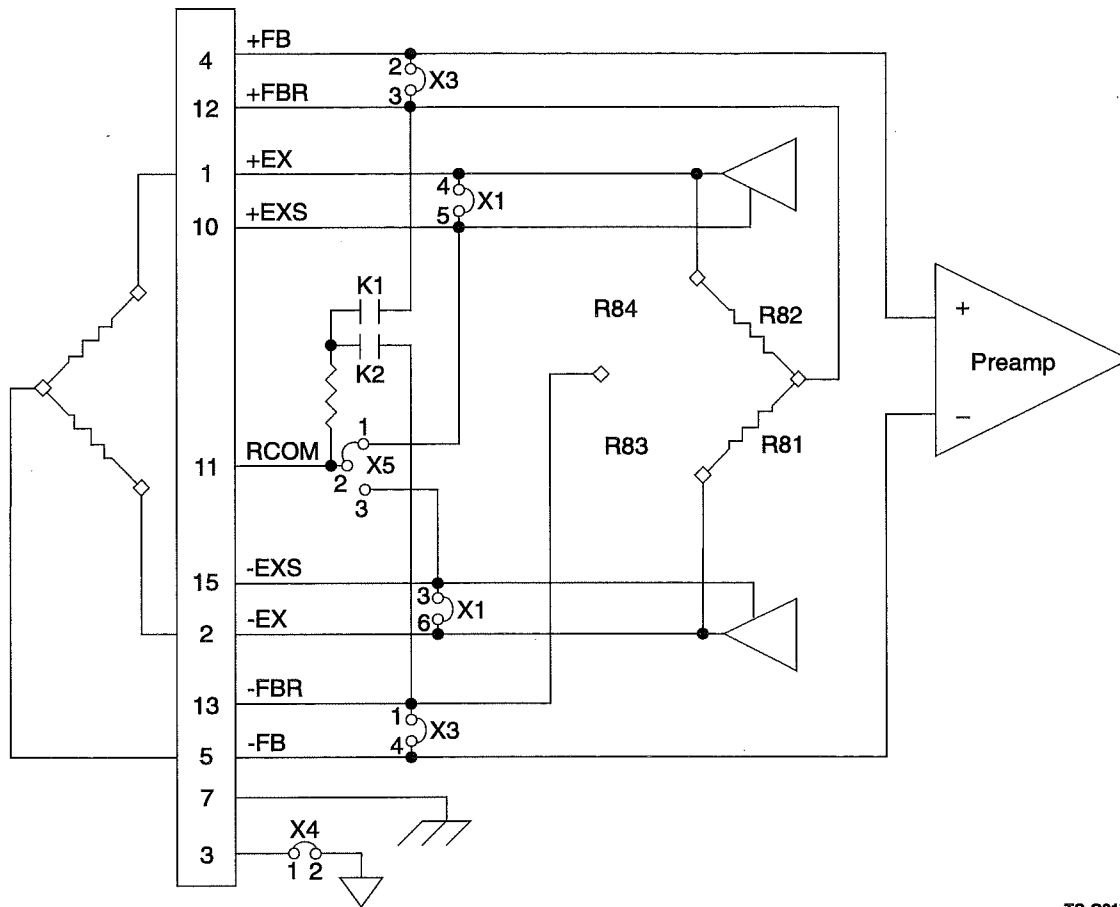 4 +FB
2
X3
3
12 +FBR
1 +EX
4
X1
5
10 +EXS
K1
K2
R84
R82
+
Preamp
−
R83
R81
1
11 RCOM
X5
2
3
15 -EXS
3
X1
6
2 -EX
13 -FBR
1
X3
4
5 -FB
7
X4
3
1 2